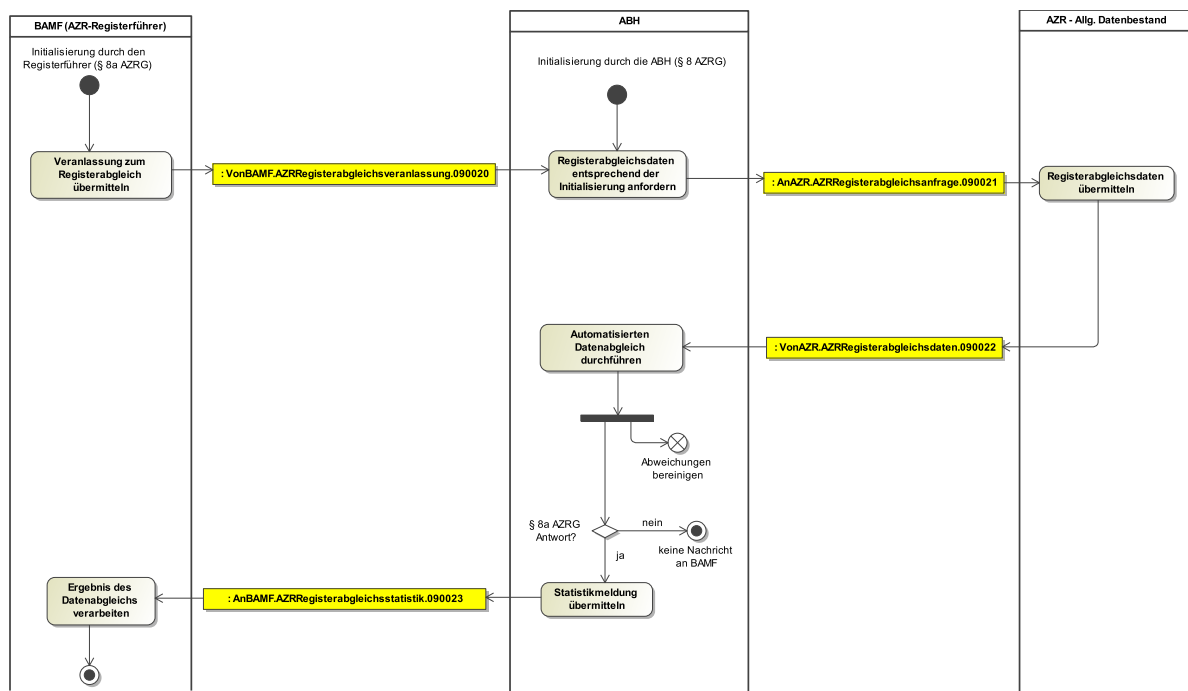 BAMF (AZR-Registerführer)
ABH
AZR - Allg. Datenbestand
Initialisierung durch den
Registerführer (§ 8a AZRG)
Initialisierung durch die ABH (§ 8 AZRG)
Veranlassung zum
Registerabgleich
übermitteln
: VonBAMF.AZRRegisterabgleichsveranlassung.090020
Registerabgleichsdaten
entsprechend der
Initialisierung anfordern
: AnAZR.AZRRegisterabgleichsanfrage.090021
Registerabgleichsdaten
übermitteln
Automatisierten
Datenabgleich
durchführen
: VonAZR.AZRRegisterabgleichsdaten.090022
Abweichungen
bereinigen
§ 8a AZRG
Antwort?
nein
keine Nachricht
an BAMF
ja
Statistikmeldung
übermitteln
: AnBAMF.AZRRegisterabgleichsstatistik.090023
Ergebnis des
Datenabgleichs
verarbeiten